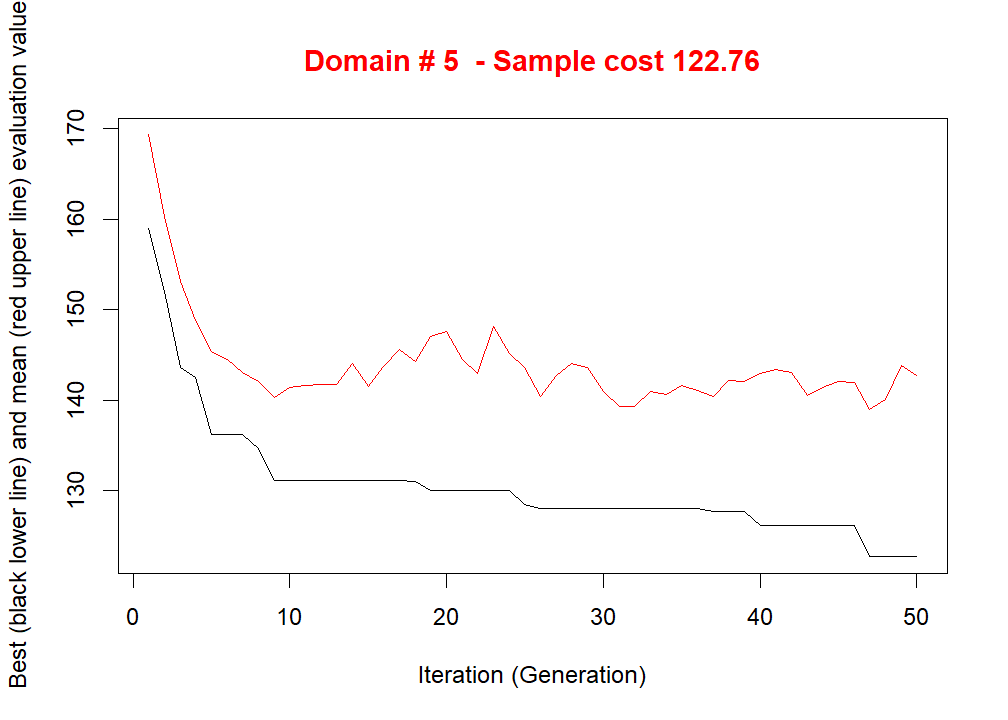 Domain # 5  - Sample cost 122.76
Best (black lower line) and mean (red upper line) evaluation value
170
160
150
140
130
0 10 20 30 40 50
Iteration (Generation)